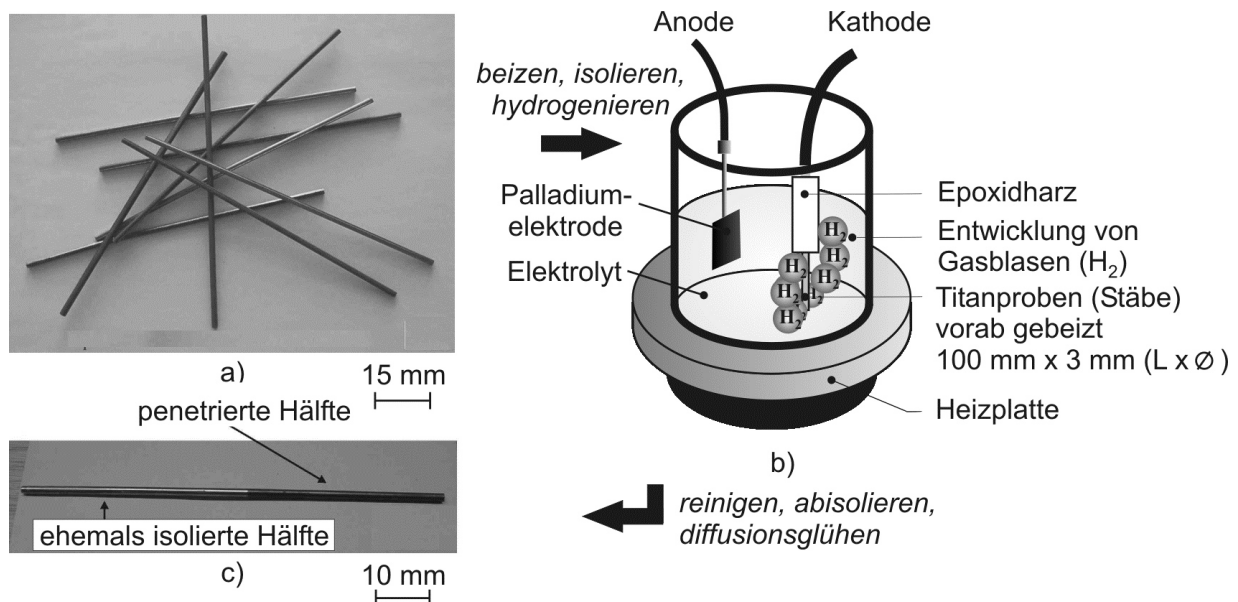 Anode
Kathode
beizen, isolieren,
hydrogenieren
Palladium-
elektrode
Elektrolyt
Epoxidharz
Entwicklung von
Gasblasen (H₂)
Titanproben (Stäbe)
vorab gebeizt
100 mm x 3 mm (L x Ø)
Heizplatte
H₂
H₂
H₂
H₂
H₂
H₂
H₂
a)
15 mm
penetrierte Hälfte
b)
ehemals isolierte Hälfte
c)
10 mm
reinigen, abisolieren,
diffusionsglühen